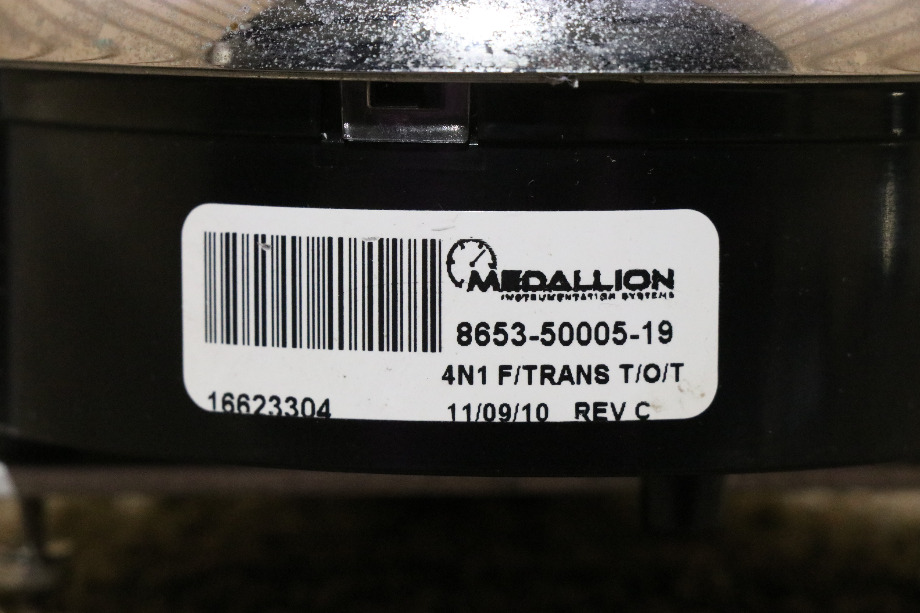 MEDALLION
INSTRUMENTATION SYSTEMS
8653-50005-19
4N1 F/TRANS T/O/T
16623304
11/09/10 REV C